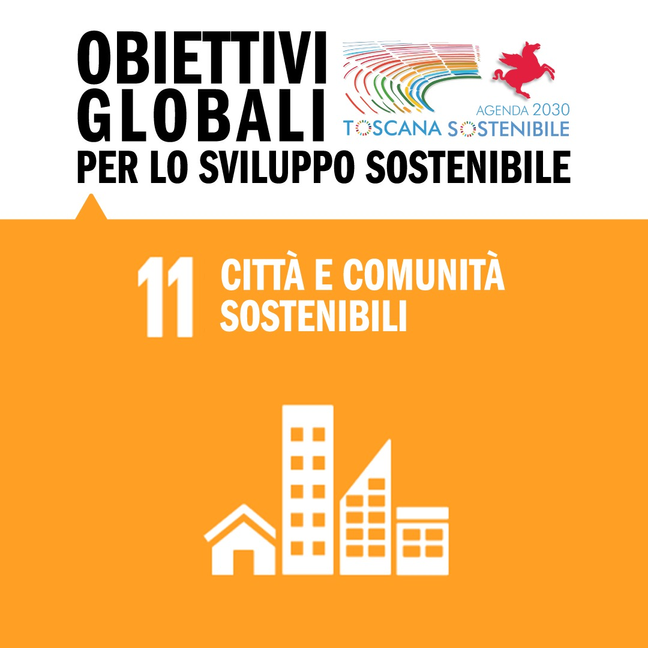 OBIETTIVI
GLOBALI
AGENDA 2030
TOSCANA SOSTENIBILE
PER LO SVILUPPO SOSTENIBILE
11 CITTÀ E COMUNITÀ
SOSTENIBILI